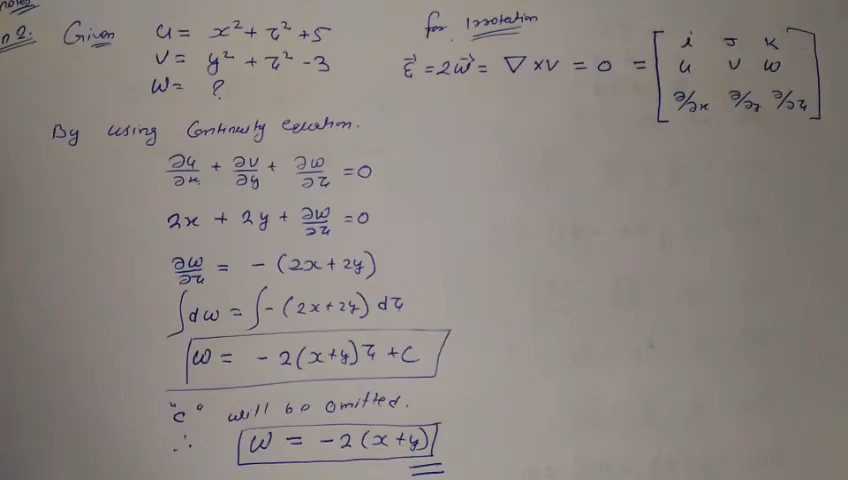 n 2. Given u = x² + z² + 5
v = y² + z² - 3
w = ?
for Irrotation
ξ⃗ = 2ω⃗ = ∇ × V = 0 = [ i J K
u v w
∂/∂x ∂/∂y ∂/∂z ]
By using Continuity equation.
∂u/∂x + ∂v/∂y + ∂w/∂z = 0
2x + 2y + ∂w/∂z = 0
∂w/∂z = - (2x + 2y)
∫dw = ∫-(2x + 2y) dz
w = - 2(x+y)z + C
"c" will be omitted.
∴ w = -2(x+y)